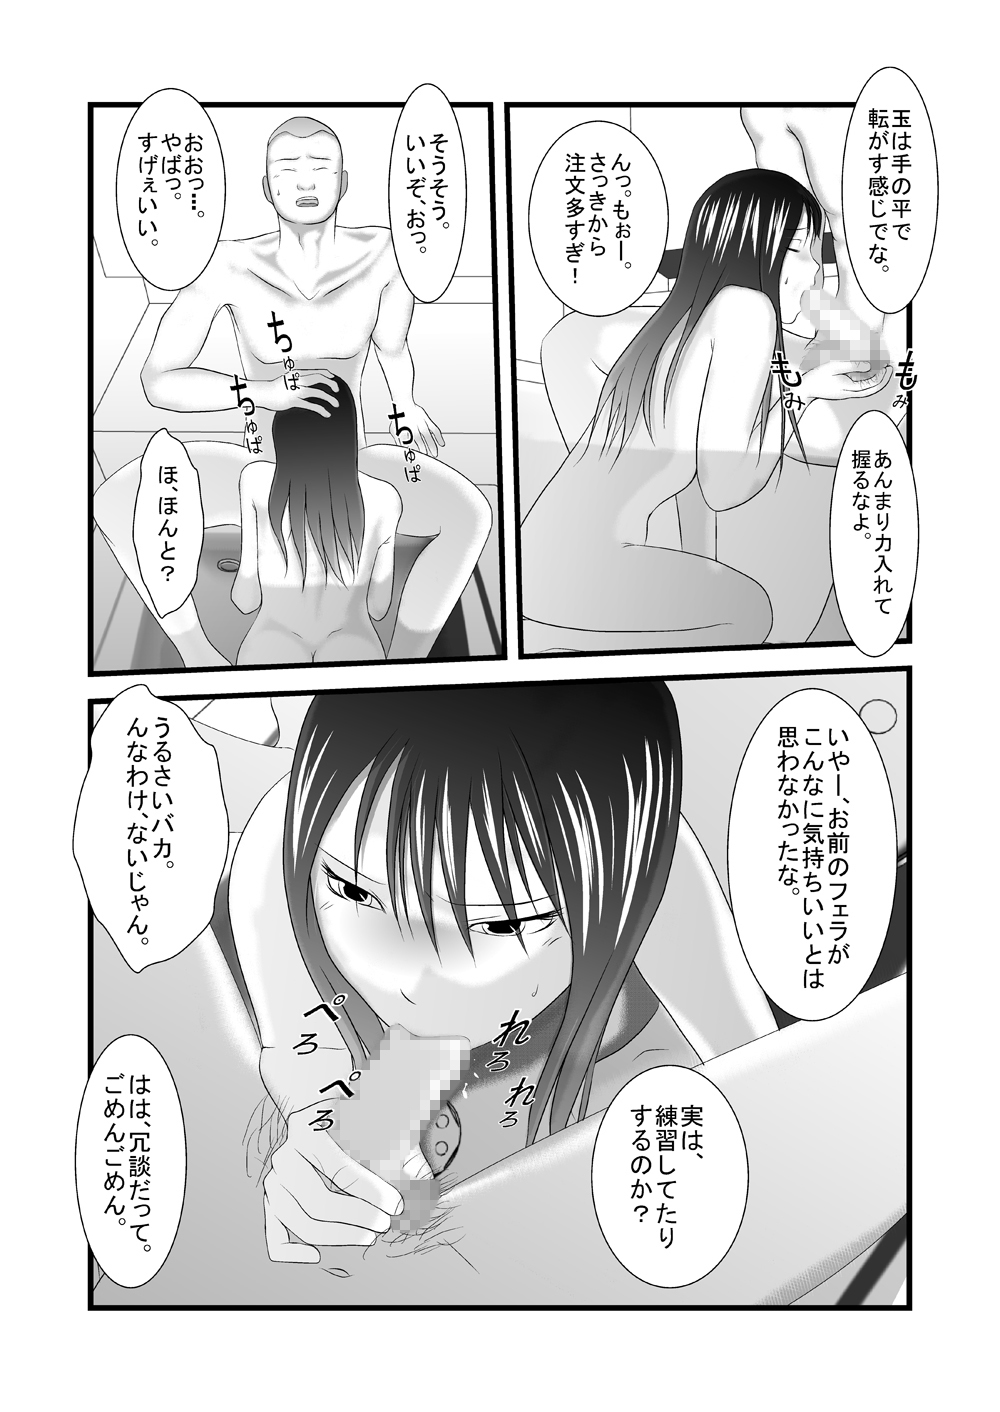 玉は手の平で
転がす感じでな。
んっ。もぉー。
さっきから
注文多すぎ！
もみ
もみ
あんまり力入れて
握るなよ。
そうそう。
いいぞ、おっ。
おおっ…。
やばっ。
すげぇいい。
ちゅぱ
ちゅぱ
ちゅぱ
ほ、ほんと？
いやー、お前のフェラが
こんなに気持ちいいとは
思わなかったな。
実は、
練習してたり
するのか？
れろ
れろ
ぺろ
ぺろ
うるさいバカ。
んなわけ、ないじゃん。
はは、冗談だって。
ごめんごめん。